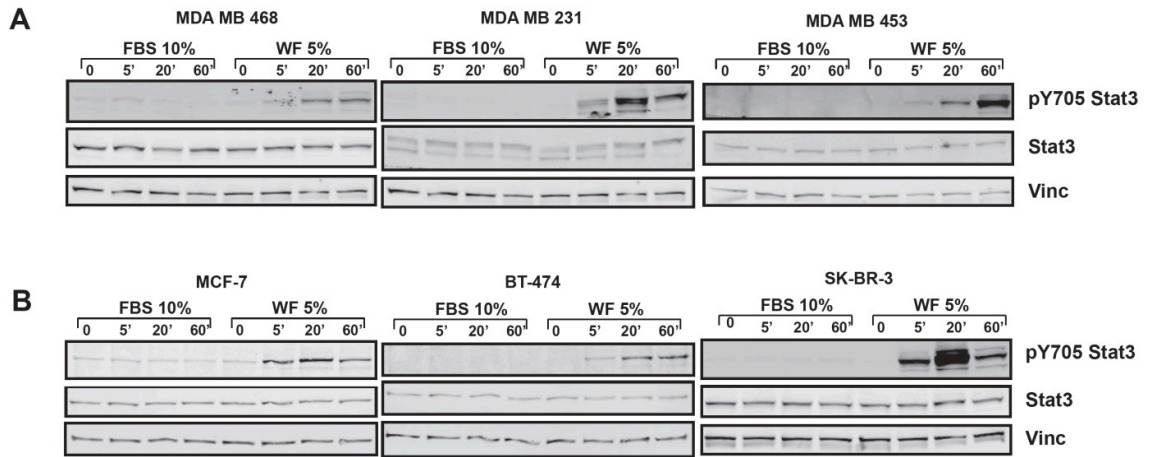 A
MDA MB 468
MDA MB 231
MDA MB 453
FBS 10% WF 5%
FBS 10% WF 5%
FBS 10% WF 5%
0 5’ 20’ 60’ 0 5’ 20’ 60’
0 5’ 20’ 60’ 0 5’ 20’ 60’
0 5’ 20’ 60’ 0 5’ 20’ 60’
pY705 Stat3
Stat3
Vinc
B
MCF-7
BT-474
SK-BR-3
FBS 10% WF 5%
FBS 10% WF 5%
FBS 10% WF 5%
0 5’ 20’ 60’ 0 5’ 20’ 60’
0 5’ 20’ 60’ 0 5’ 20’ 60’
0 5’ 20’ 60’ 0 5’ 20’ 60’
pY705 Stat3
Stat3
Vinc